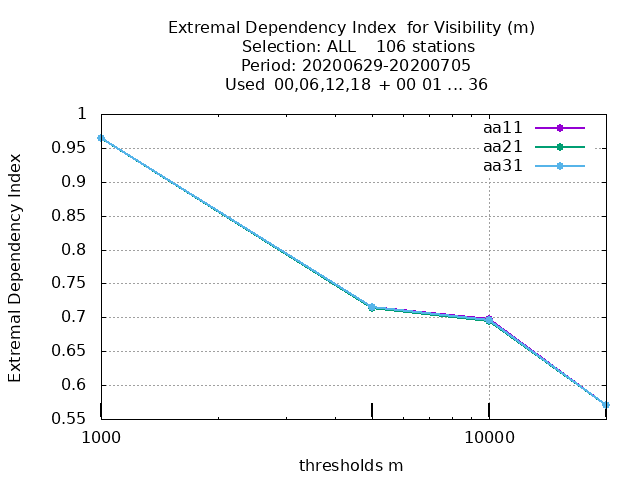 Extremal Dependency Index  for Visibility (m)
Selection: ALL    106 stations
Period: 20200629-20200705
Used  00,06,12,18 + 00 01 ... 36
aa11
aa21
aa31
1
0.95
0.9
0.85
0.8
0.75
0.7
0.65
0.6
0.55
Extremal Dependency Index
1000
10000
thresholds m